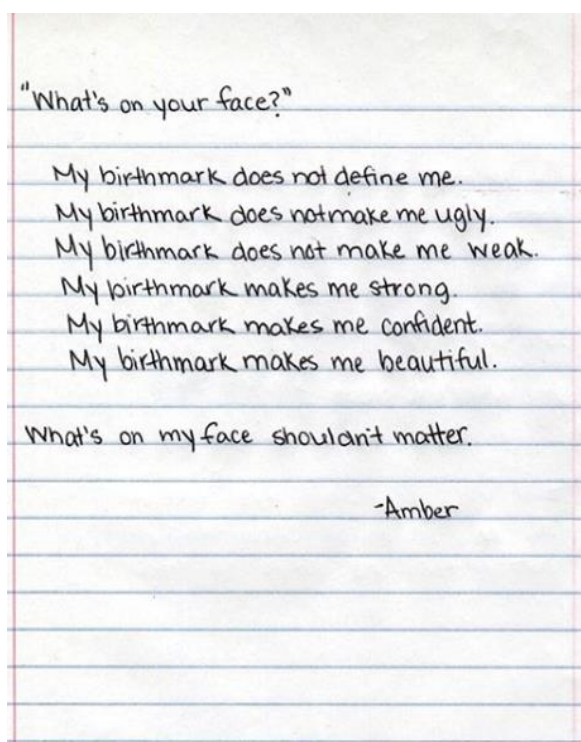 "What's on your face?"
My birthmark does not define me.
My birthmark does not make me ugly.
My birthmark does not make me weak.
My birthmark makes me strong.
My birthmark makes me confident.
My birthmark makes me beautiful.
What's on my face shouldn't matter.
-Amber